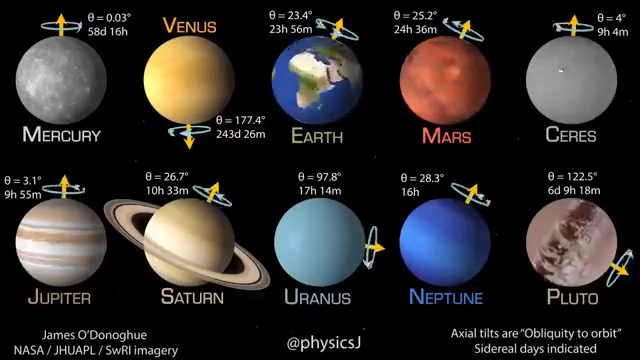 θ = 0.03°
58d 16h
MERCURY
VENUS
θ = 177.4°
243d 26m
θ = 23.4°
23h 56m
EARTH
θ = 25.2°
24h 36m
MARS
θ = 4°
9h 4m
CERES
θ = 3.1°
9h 55m
JUPITER
θ = 26.7°
10h 33m
SATURN
θ = 97.8°
17h 14m
URANUS
θ = 28.3°
16h
NEPTUNE
θ = 122.5°
6d 9h 18m
PLUTO
James O'Donoghue
NASA / JHUAPL / SwRI imagery
@physicsJ
Axial tilts are "Obliquity to orbit"
Sidereal days indicated